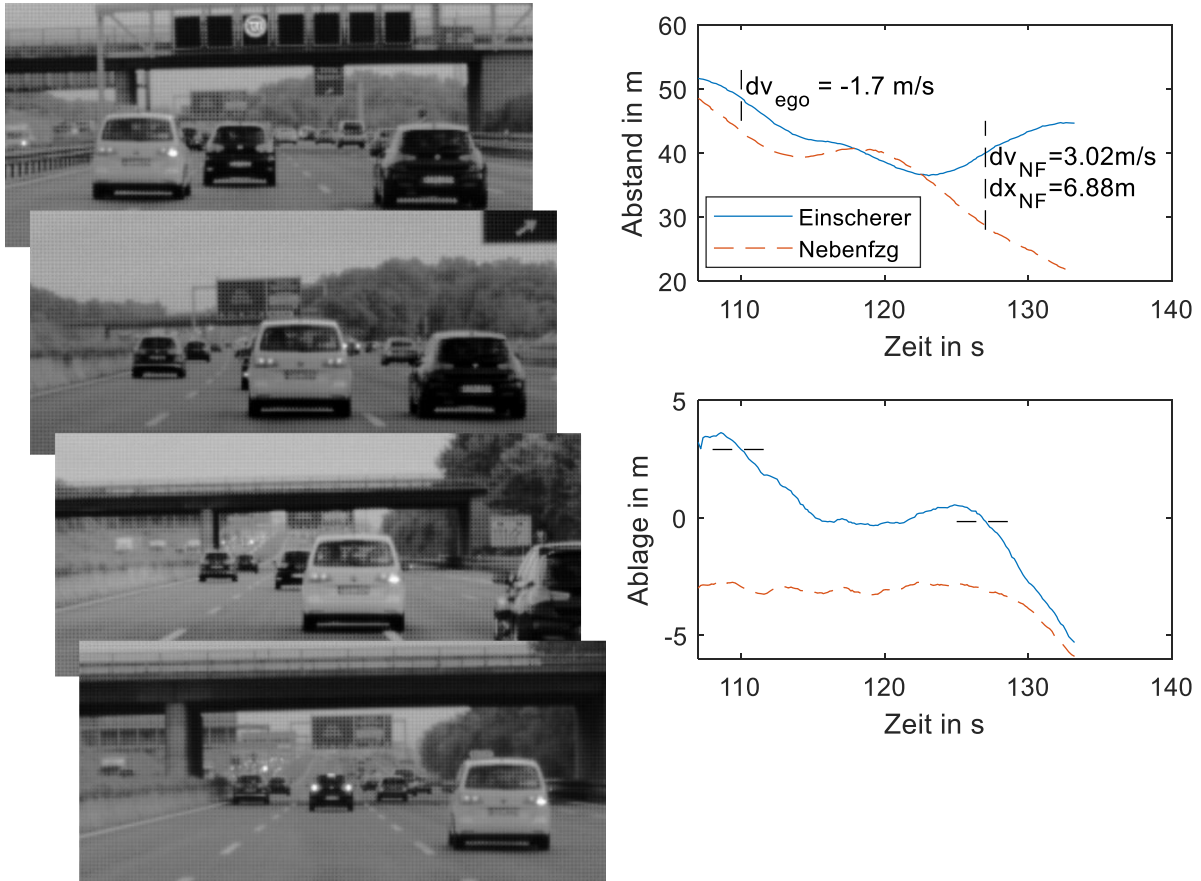 60
50
40
30
20
Abstand in m
dv_ego = -1.7 m/s
dv_NF=3.02m/s
dx_NF=6.88m
Einscherer
Nebenfzg
110
120
130
140
Zeit in s
5
0
-5
Ablage in m
110
120
130
140
Zeit in s